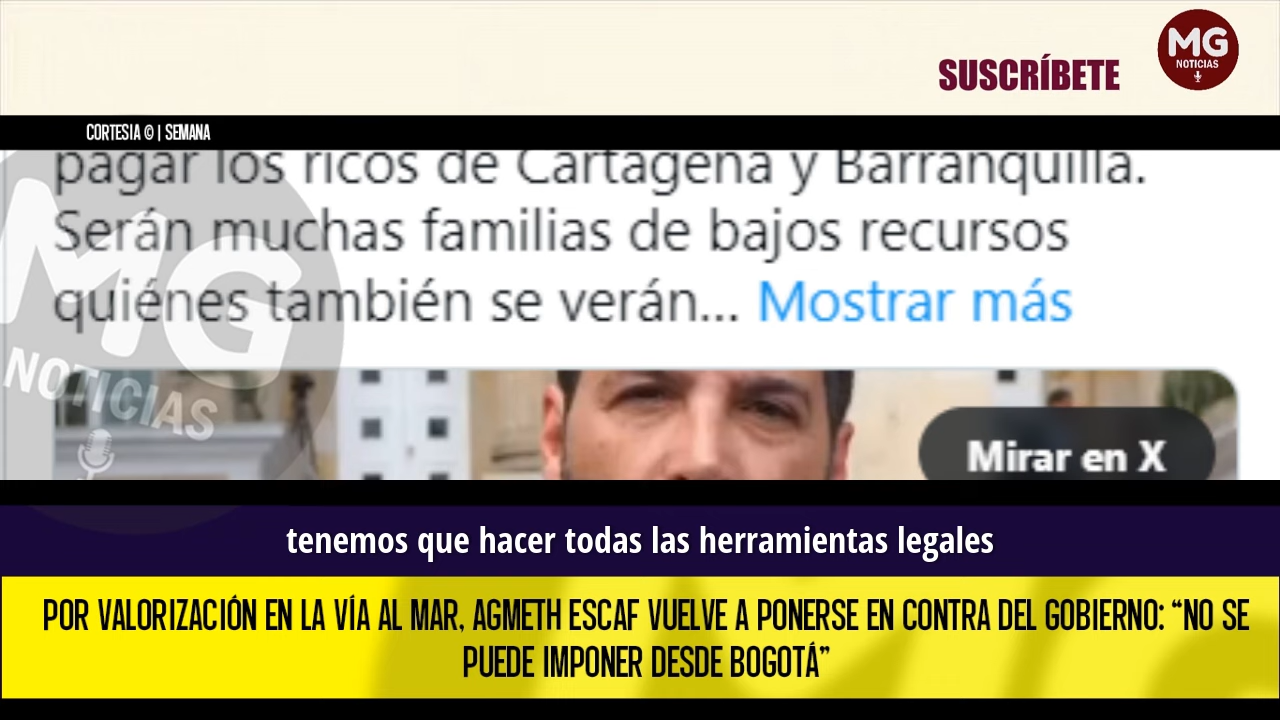 SUSCRÍBETE
MG
NOTICIAS
CORTESIA © | SEMANA
pagar los ricos de Cartagena y Barranquilla.
Serán muchas familias de bajos recursos
quiénes también se verán... Mostrar más
MG
NOTICIAS
Mirar en X
tenemos que hacer todas las herramientas legales
POR VALORIZACIÓN EN LA VÍA AL MAR, AGMETH ESCAF VUELVE A PONERSE EN CONTRA DEL GOBIERNO: “NO SE
PUEDE IMPONER DESDE BOGOTÁ”